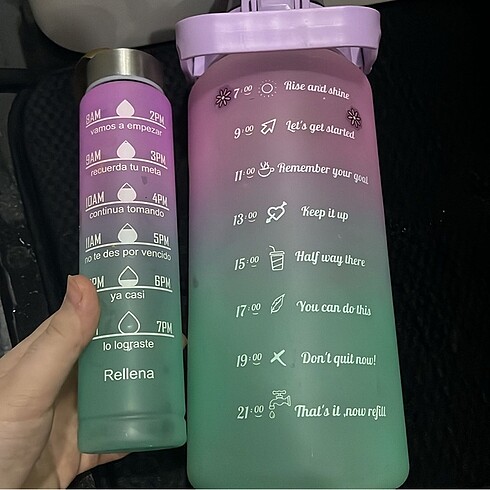 8AM 2PM
vamos a empezar
9AM 3PM
recuerda tu meta
10AM 4PM
continua tomando
11AM 5PM
no te des por vencido
PM 6PM
ya casi
7PM
lo lograste
Rellena
7:00 Rise and shine
9:00 Let's get started
11:00 Remember your goal
13:00 Keep it up
15:00 Half way there
17:00 You can do this
19:00 Don't quit now!
21:00 That's it ,now refill